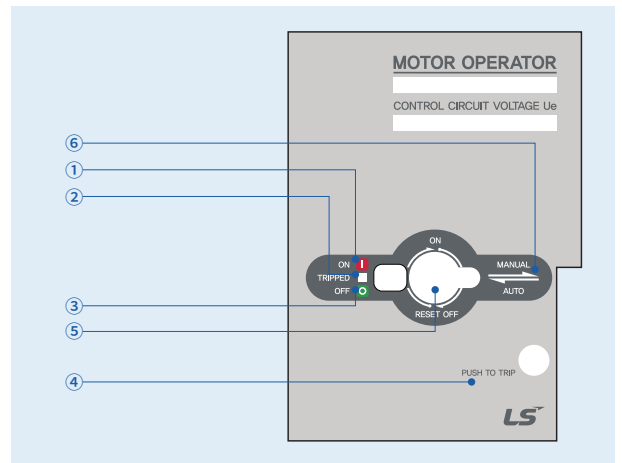 MOTOR OPERATOR
CONTROL CIRCUIT VOLTAGE Ue
⑥
①
②
ON
ON I
MANUAL
TRIPPED
OFF O
AUTO
③
RESET OFF
⑤
PUSH TO TRIP
④
LS